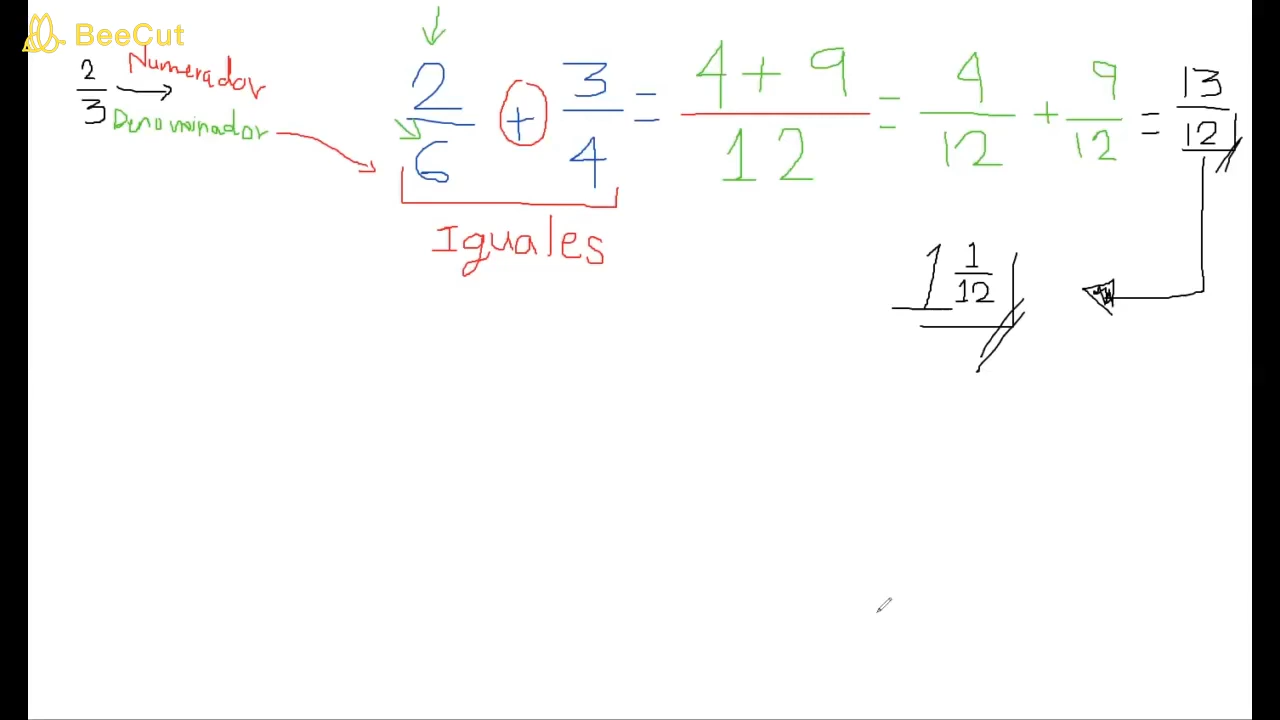 BeeCut
2/3 → Numerador
Denominador
2/6 + 3/4 = 4 + 9/12 = 4/12 + 9/12 = 13/12
Iguales
1 1/12